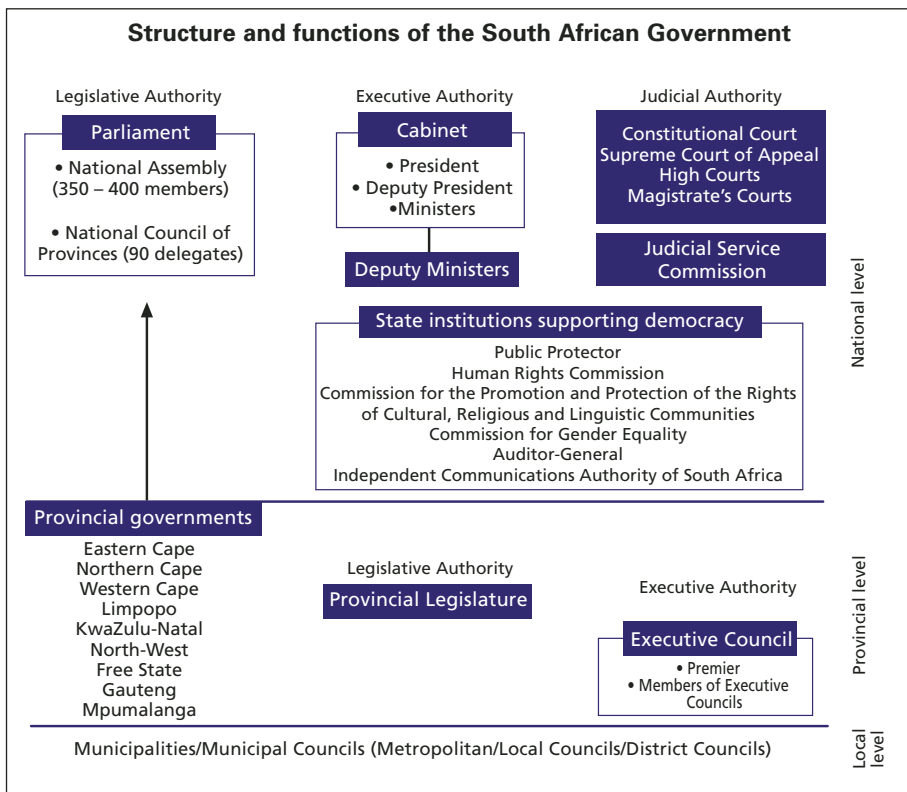 Structure and functions of the South African Government
Legislative Authority
Parliament
• National Assembly
(350 – 400 members)
• National Council of
Provinces (90 delegates)
Executive Authority
Cabinet
• President
• Deputy President
•Ministers
Deputy Ministers
Judicial Authority
Constitutional Court
Supreme Court of Appeal
High Courts
Magistrate's Courts
Judicial Service
Commission
State institutions supporting democracy
Public Protector
Human Rights Commission
Commission for the Promotion and Protection of the Rights
of Cultural, Religious and Linguistic Communities
Commission for Gender Equality
Auditor-General
Independent Communications Authority of South Africa
National level
Provincial governments
Eastern Cape
Northern Cape
Western Cape
Limpopo
KwaZulu-Natal
North-West
Free State
Gauteng
Mpumalanga
Legislative Authority
Provincial Legislature
Executive Authority
Executive Council
• Premier
• Members of Executive
Councils
Provincial level
Municipalities/Municipal Councils (Metropolitan/Local Councils/District Councils)
Local
level